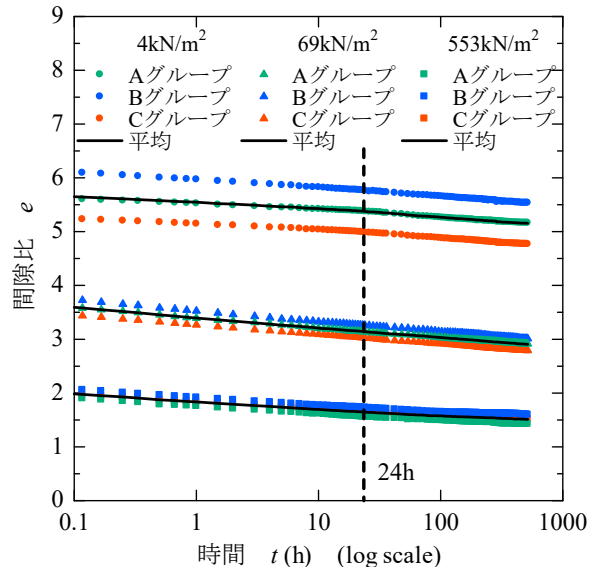 9
8
7
6
5
4
3
2
1
0
間隙比 e
4kN/m² 69kN/m² 553kN/m²
Aグループ Aグループ Aグループ
Bグループ Bグループ Bグループ
Cグループ Cグループ Cグループ
平均 平均 平均
24h
0.1 1 10 100 1000
時間 t (h) (log scale)